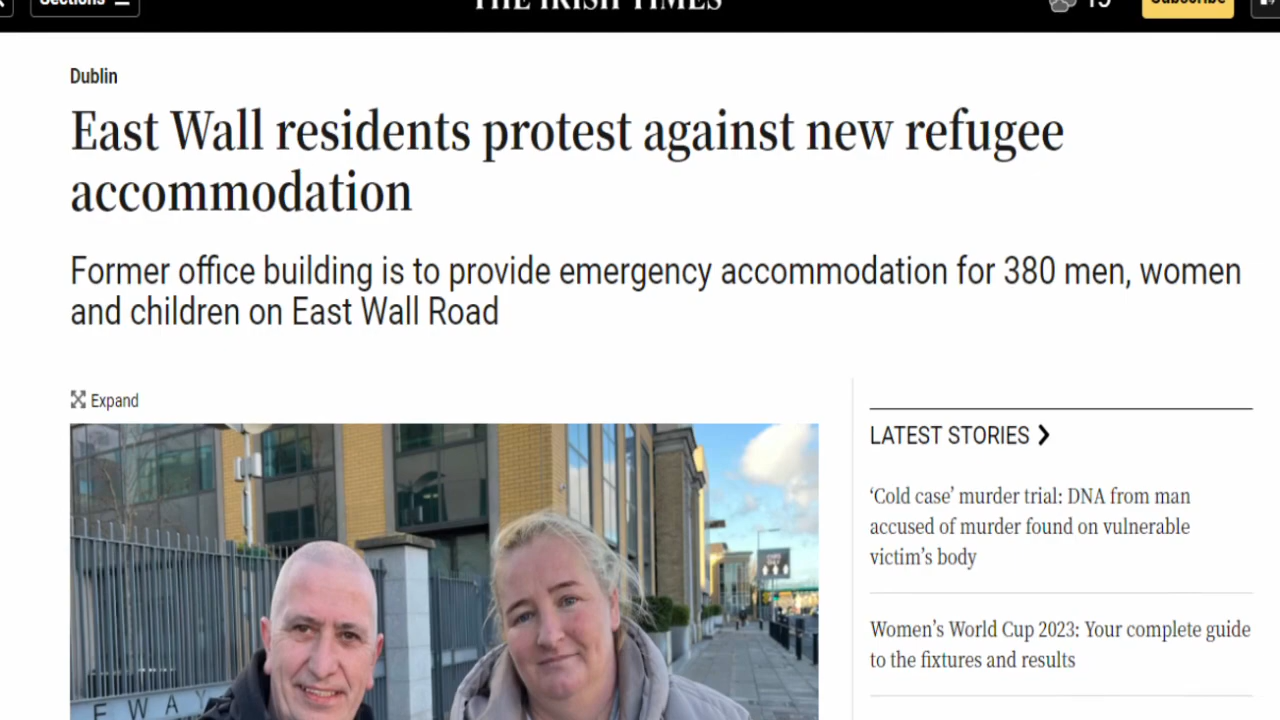 Sections
THE IRISH TIMES
15
Subscribe
Dublin
East Wall residents protest against new refugee
accommodation
Former office building is to provide emergency accommodation for 380 men, women
and children on East Wall Road
Expand
LATEST STORIES
‘Cold case’ murder trial: DNA from man
accused of murder found on vulnerable
victim’s body
Women’s World Cup 2023: Your complete guide
to the fixtures and results
EWAY